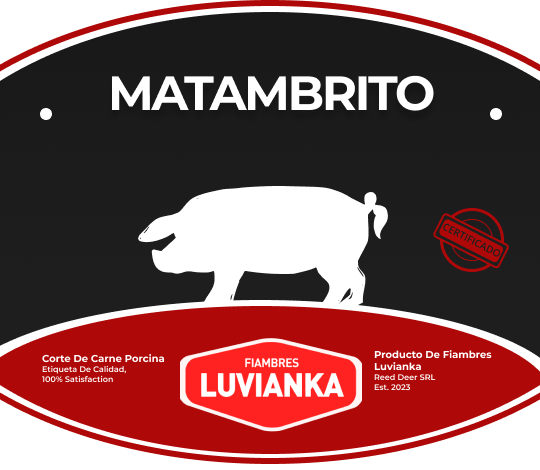 MATAMBRITO
CERTIFICADO
Corte De Carne Porcina
Etiqueta De Calidad,
100% Satisfaction
FIAMBRES
LUVIANKA
Producto De Fiambres
Luvianka
Reed Deer SRL
Est. 2023